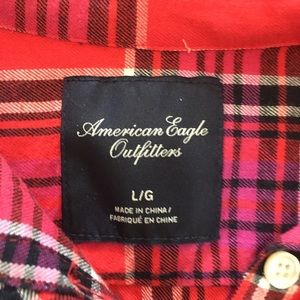 American Eagle
Outfitters
L/G
MADE IN CHINA/
FABRIQUÉ EN CHINE